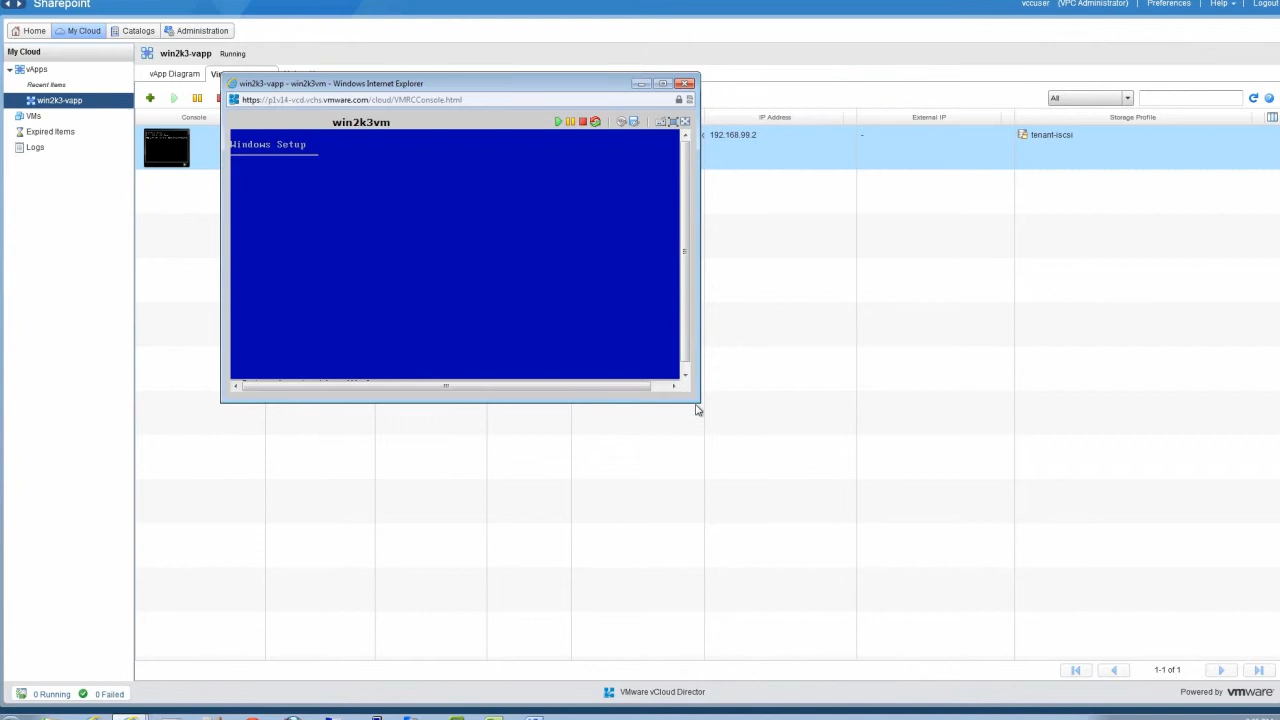 Sharepoint
vccuser (VPC Administrator) | Preferences | Help | Logout
Home
My Cloud
Catalogs
Administration
My Cloud
win2k3-vapp Running
vApps
Recent Items
win2k3-vapp
VMs
Expired Items
Logs
vApp Diagram
win2k3-vapp - win2k3vm - Windows Internet Explorer
https://p1v14-vcd.vchs.vmware.com/cloud/VMRCConsole.html
win2k3vm
Windows Setup
All
Console
IP Address
External IP
Storage Profile
192.168.99.2
-
tenant-iscsi
1-1 of 1
0 Running
0 Failed
VMware vCloud Director
Powered by vmware